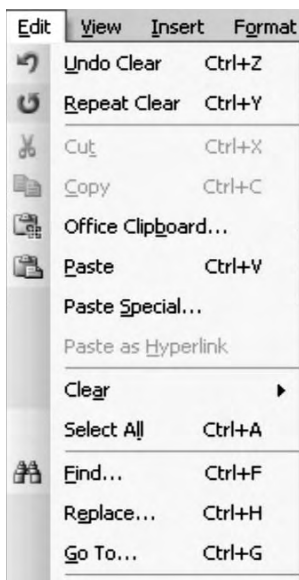 Edit View Insert Format
Undo Clear Ctrl+Z
Repeat Clear Ctrl+Y
Cut Ctrl+X
Copy Ctrl+C
Office Clipboard...
Paste Ctrl+V
Paste Special...
Paste as Hyperlink
Clear
Select All Ctrl+A
Find... Ctrl+F
Replace... Ctrl+H
Go To... Ctrl+G